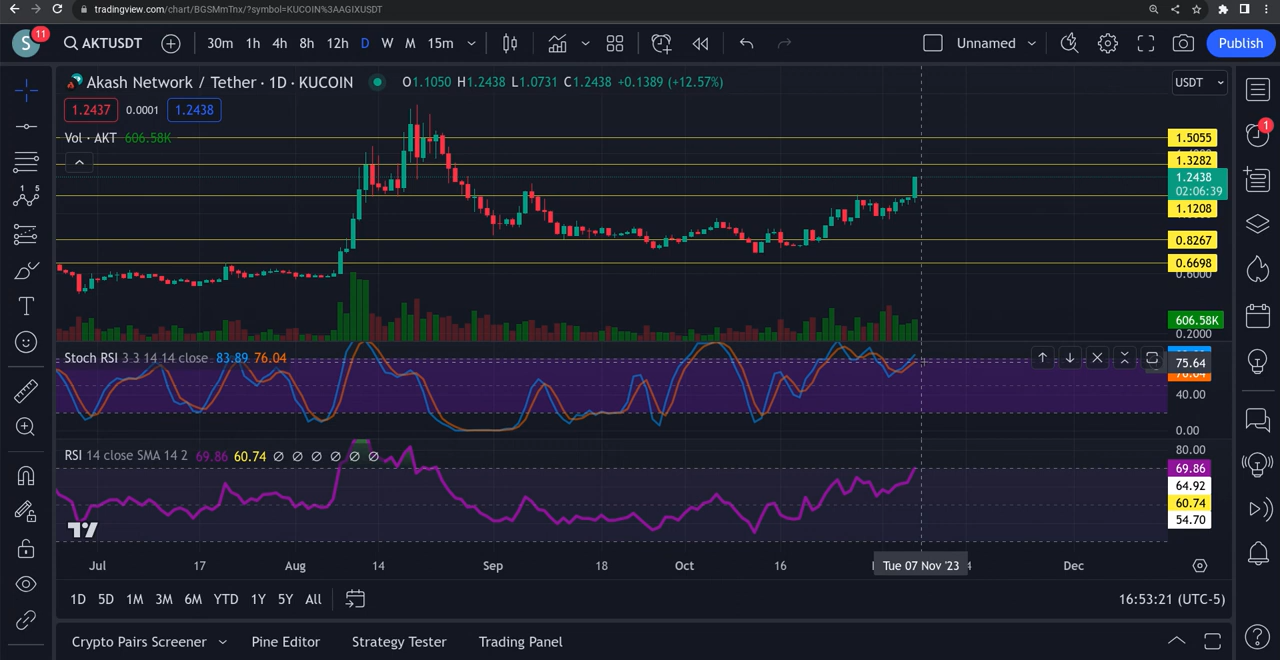 tradingview.com/chart/BGSMmTnx/?symbol=KUCOIN%3AAGIXUSDT
S 11 AKTUSDT 30m 1h 4h 8h 12h D W M 15m Unnamed Publish
Akash Network / Tether · 1D · KUCOIN O1.1050 H1.2438 L1.0731 C1.2438 +0.1389 (+12.57%) USDT
1.2437 0.0001 1.2438
Vol · AKT 606.58K
1.5055
1
1.3282
1.2438
02:06:39
1.1208
0.8267
0.6698
0.6000
606.58K
0.2000
1 5
Stoch RSI 3 3 14 14 close 83.89 76.04
75.64
40.00
0.00
RSI 14 close SMA 14 2 69.86 60.74 ∅ ∅ ∅ ∅ ∅ ∅
80.00
69.86
64.92
60.74
54.70
Jul 17 Aug 14 Sep 18 Oct 16 Tue 07 Nov '23 Dec
1D 5D 1M 3M 6M YTD 1Y 5Y All 16:53:21 (UTC-5)
Crypto Pairs Screener Pine Editor Strategy Tester Trading Panel